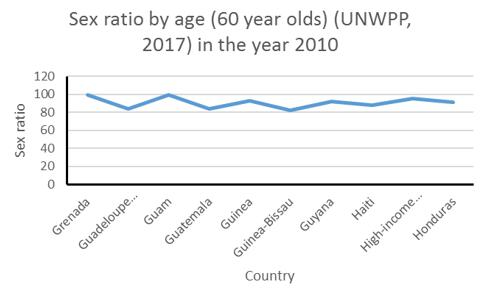 Sex ratio by age (60 year olds) (UNWPP,
2017) in the year 2010
Sex ratio
120
100
80
60
40
20
0
Grenada
Guadeloupe...
Guam
Guatemala
Guinea
Guinea-Bissau
Guyana
Haiti
High-income...
Honduras
Country